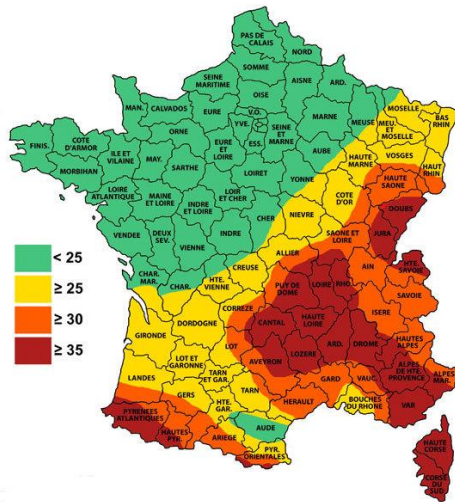 PAS DE
CALAIS
NORD
SOMME
SEINE
MARITIME
AISNE
ARD.
OISE
MAN.
CALVADOS
EURE
V.O.
MARNE
MEUSE
MOSELLE
MEU.
ET
MOSELLE
BAS
RHIN
ORNE
YVE.
ESS.
SEINE
ET
MARNE
FINIS.
COTE
D'ARMOR
ILE ET
VILAINE
MAY.
SARTHE
EURE
ET
LOIR
AUBE
HAUTE
MARNE
VOSGES
HAUT
RHIN
MORBIHAN
LOIRET
YONNE
LOIRE
ATLANTIQUE
MAINE
ET LOIRE
INDRE
ET LOIRE
LOIR
ET CHER
COTE
D'OR
HAUTE
SAONE
DOUBS
CHER
NIEVRE
JURA
VENDEE
DEUX
SEV.
VIENNE
INDRE
SAONE ET
LOIRE
ALLIER
CHAR.
MAR.
CHAR.
HTE.
VIENNE
CREUSE
AIN
HTE.
SAVOIE
PUY DE
DOME
LOIRE
RHO.
SAVOIE
CORREZE
ISERE
GIRONDE
DORDOGNE
CANTAL
HAUTE
LOIRE
ARD.
DROME
HAUTES
ALPES
LOT
LOT ET
GARONNE
AVEYRON
LOZERE
ALPES
DE HTE.
PROVENCE
ALPES
MAR.
LANDES
TARN
ET GAR.
TARN
GARD
VAUC.
GERS
HERAULT
BOUCHES
DU RHONE
VAR
PYRENEES
ATLANTIQUES
HAUTES
PYR.
HTE.
GAR.
ARIEGE
AUDE
PYR.
ORIENTALES
HAUTE
CORSE
CORSE
DU SUD
< 25
≥ 25
≥ 30
≥ 35